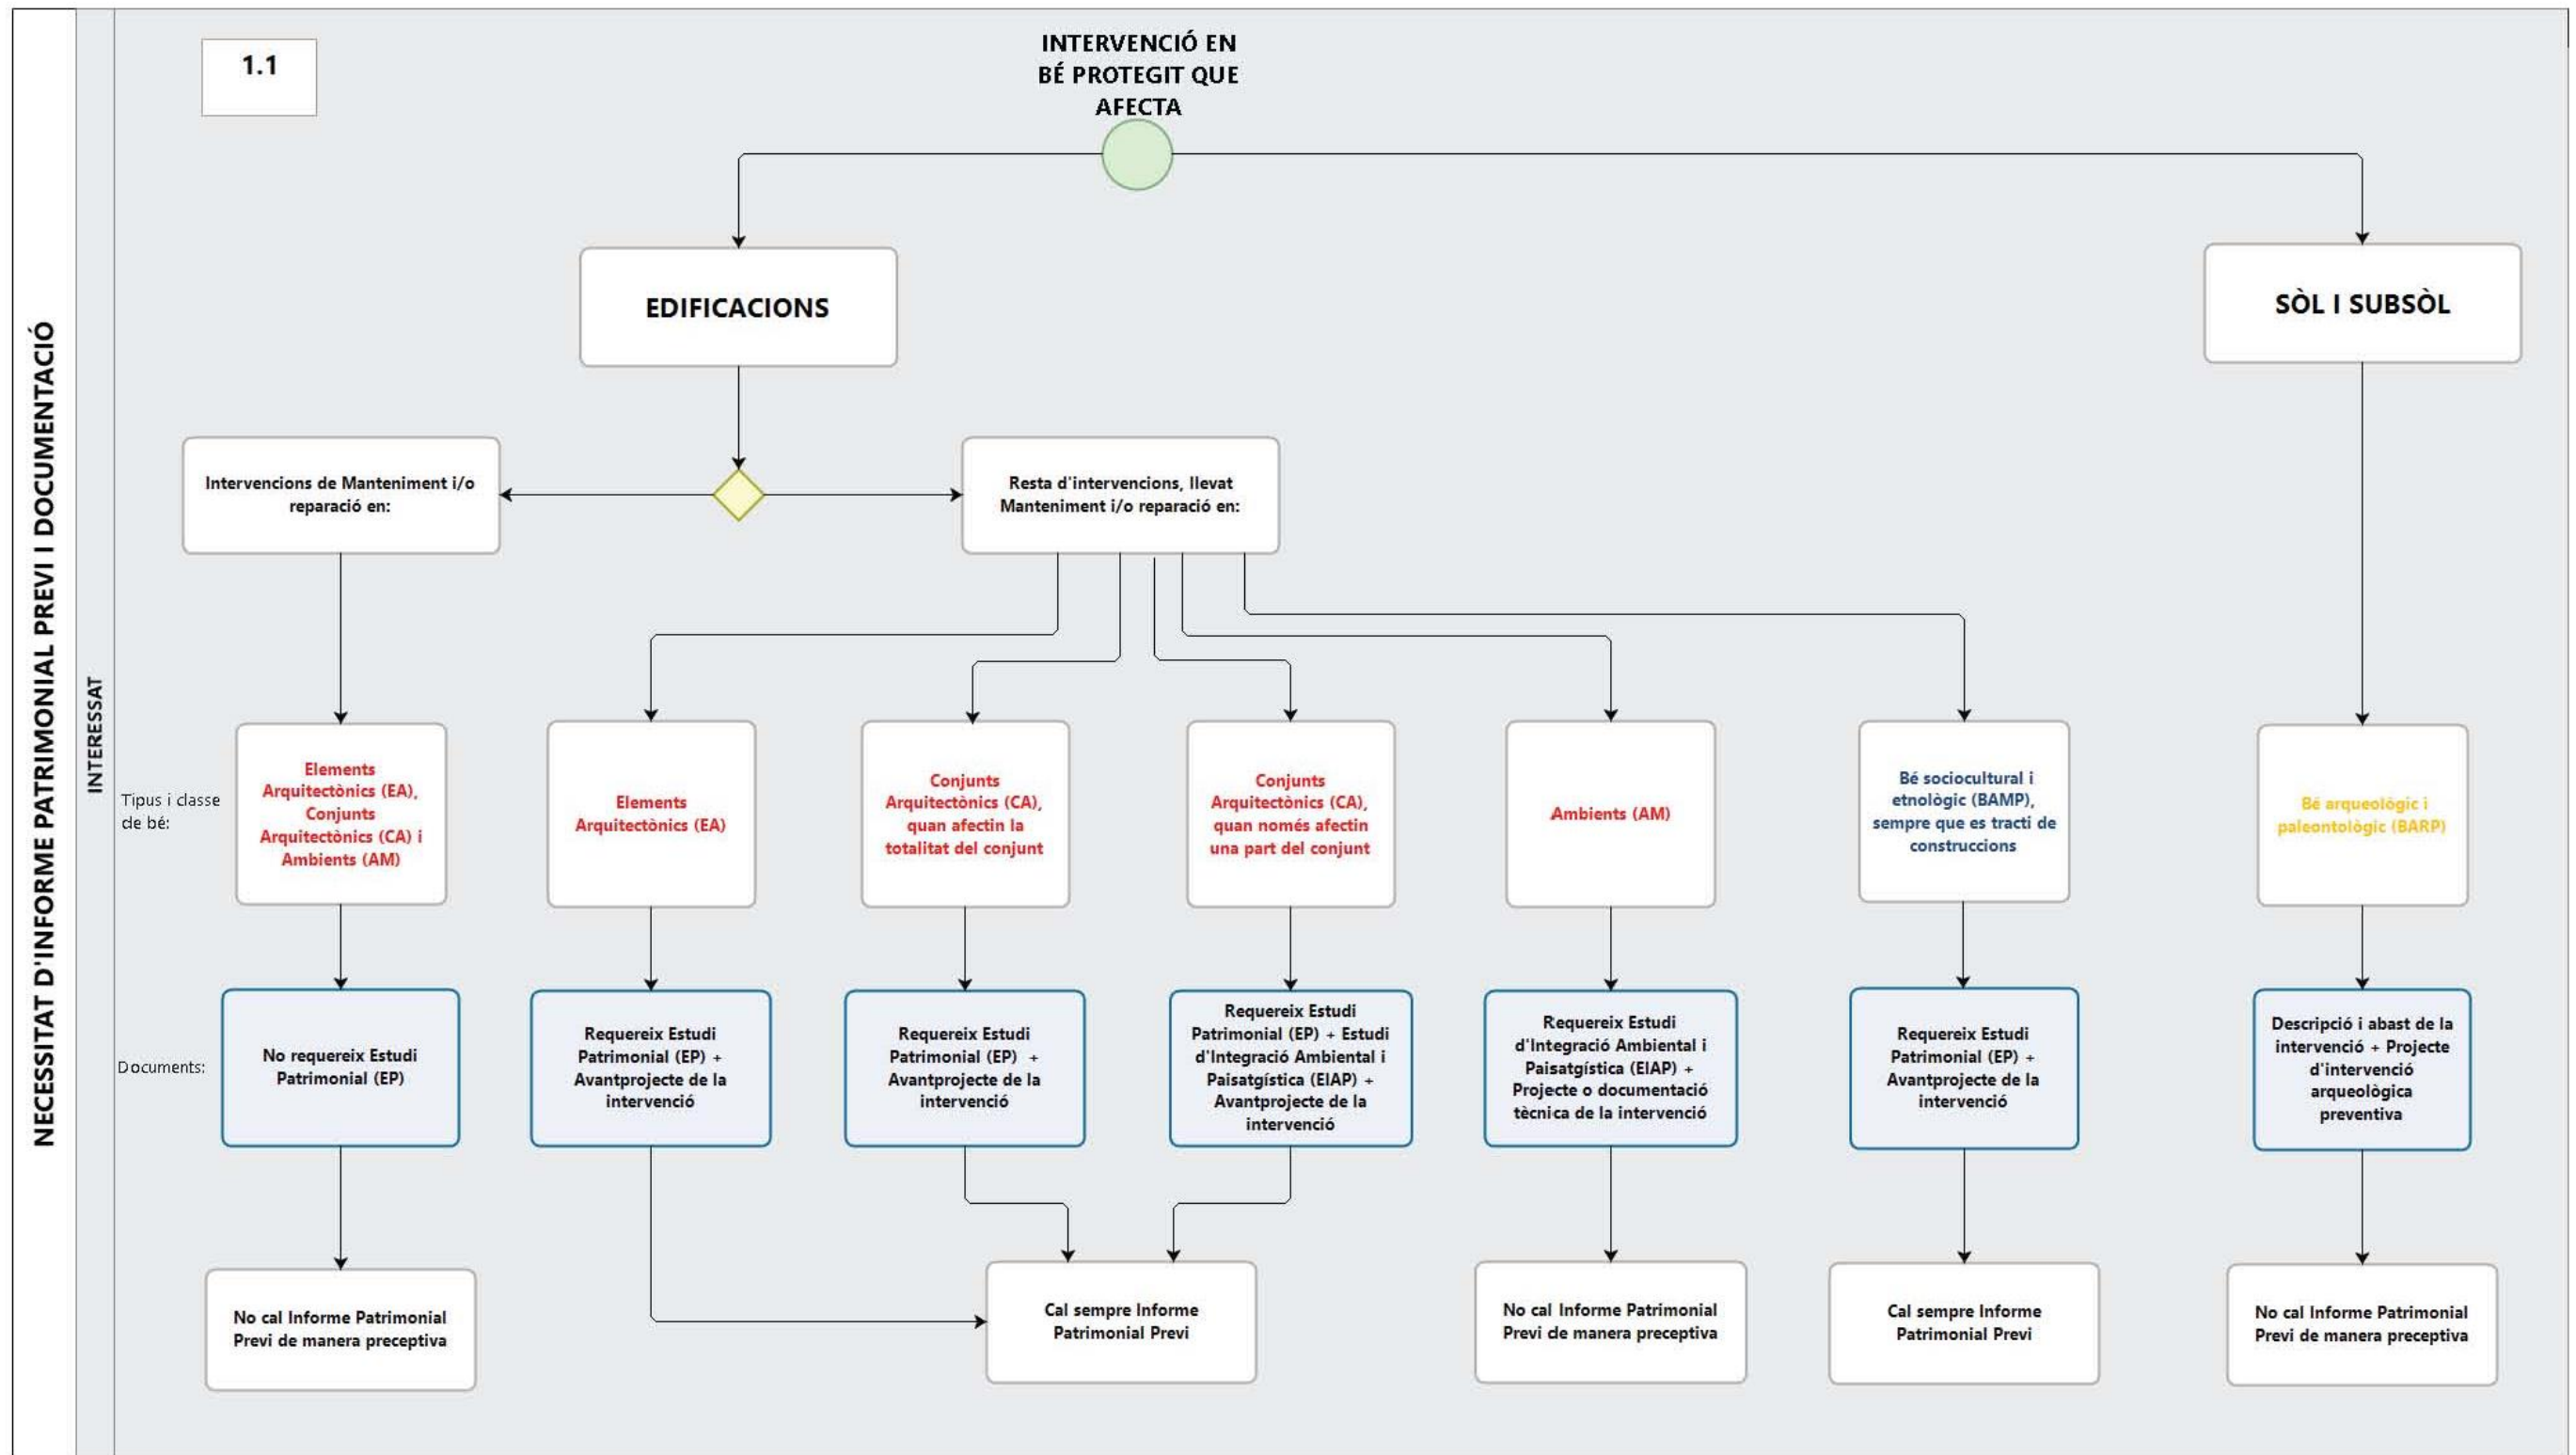 NECESSITAT D'INFORME PATRIMONIAL PREVI I DOCUMENTACIÓ
INTERESSAT
1.1
INTERVENCIÓ EN
BÉ PROTEGIT QUE
AFECTA
EDIFICACIONS
SÒL I SUBSÒL
Intervencions de Manteniment i/o
reparació en:
Resta d'intervencions, llevat
Manteniment i/o reparació en:
Tipus i classe
de bé:
Elements
Arquitectònics (EA),
Conjunts
Arquitectònics (CA) i
Ambients (AM)
Elements
Arquitectònics (EA)
Conjunts
Arquitectònics (CA),
quan afectin la
totalitat del conjunt
Conjunts
Arquitectònics (CA),
quan només afectin
una part del conjunt
Ambients (AM)
Bé sociocultural i
etnològic (BAMP),
sempre que es tracti de
construccions
Bé arqueològic i
paleontològic (BARP)
Documents:
No requereix Estudi
Patrimonial (EP)
Requereix Estudi
Patrimonial (EP) +
Avantprojecte de la
intervenció
Requereix Estudi
Patrimonial (EP) +
Avantprojecte de la
intervenció
Requereix Estudi
Patrimonial (EP) + Estudi
d'Integració Ambiental i
Paisatgística (EIAP) +
Avantprojecte de la
intervenció
Requereix Estudi
d'Integració Ambiental i
Paisatgística (EIAP) +
Projecte o documentació
tècnica de la intervenció
Requereix Estudi
Patrimonial (EP) +
Avantprojecte de la
intervenció
Descripció i abast de la
intervenció + Projecte
d'intervenció
arqueològica
preventiva
No cal Informe Patrimonial
Previ de manera preceptiva
Cal sempre Informe
Patrimonial Previ
No cal Informe Patrimonial
Previ de manera preceptiva
Cal sempre Informe
Patrimonial Previ
No cal Informe Patrimonial
Previ de manera preceptiva